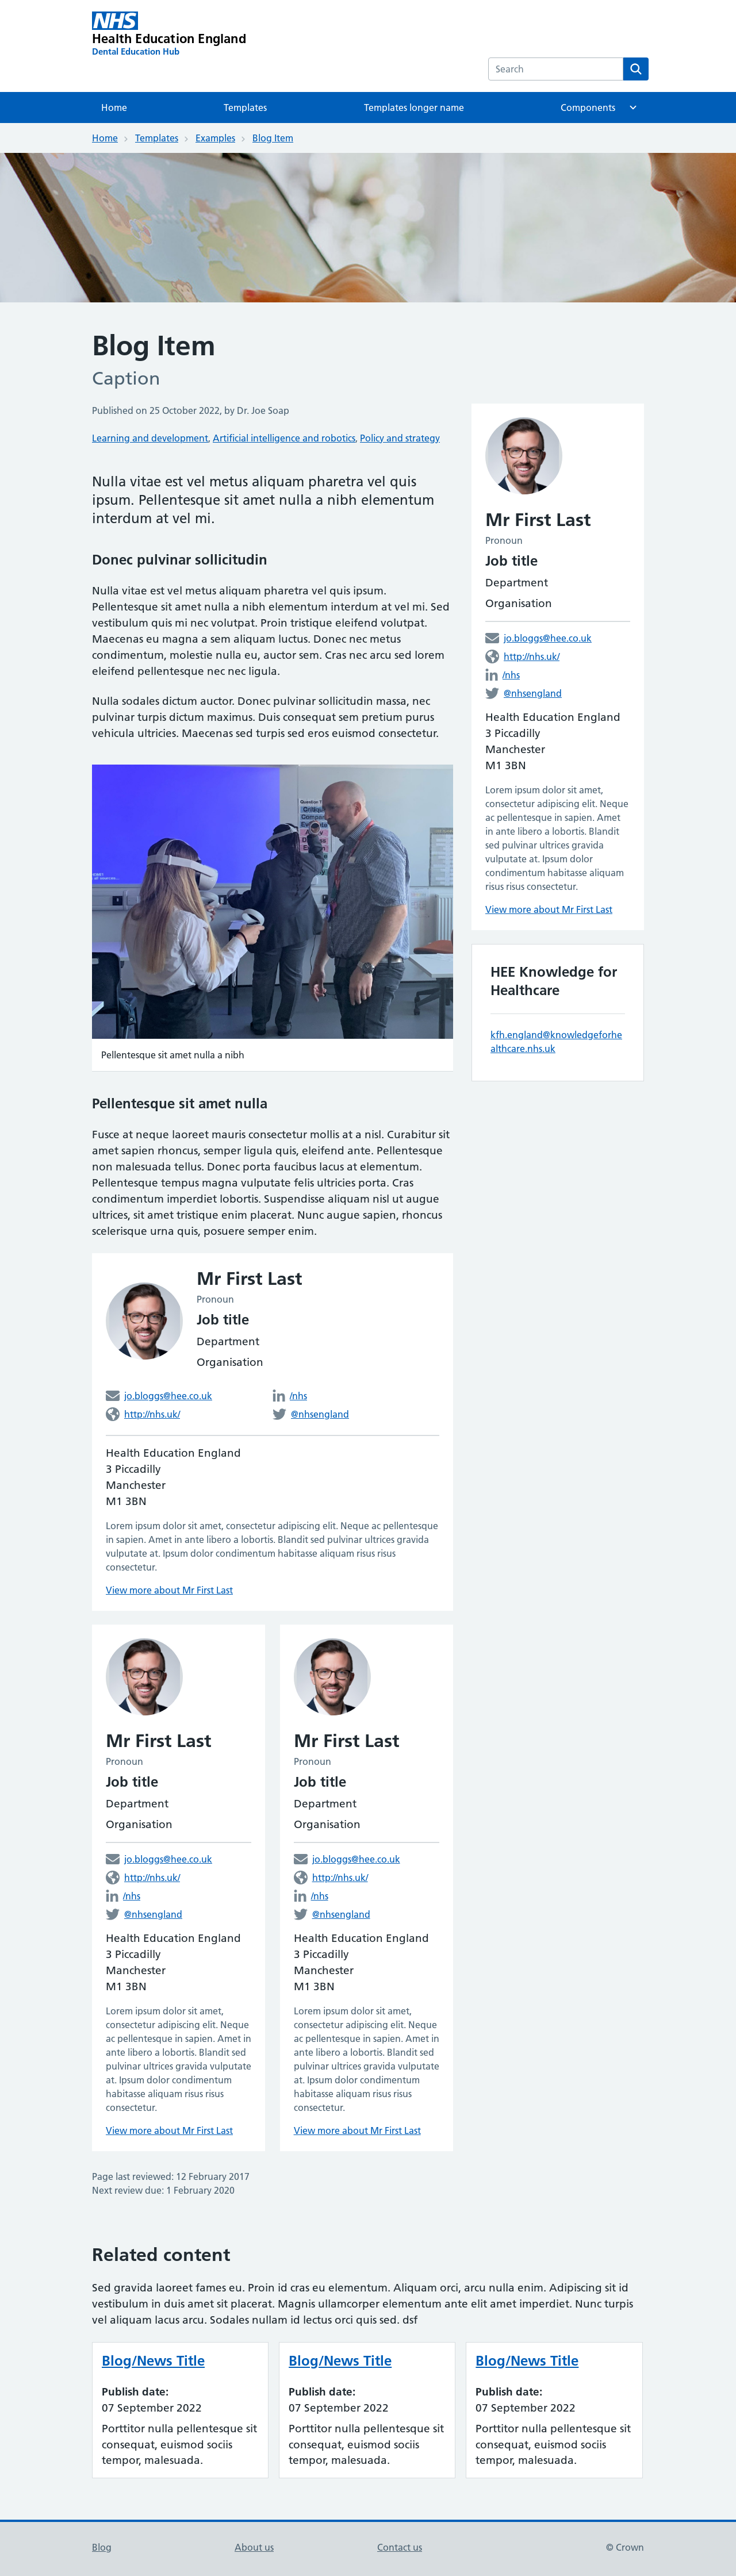 NHS
Health Education England
Dental Education Hub
Search
Home
Templates
Templates longer name
Components
Home
Templates
Examples
Blog Item
Blog Item
Caption
Published on 25 October 2022, by Dr. Joe Soap
Learning and development, Artificial intelligence and robotics, Policy and strategy
Nulla vitae est vel metus aliquam pharetra vel quis
ipsum. Pellentesque sit amet nulla a nibh elementum
interdum at vel mi.
Donec pulvinar sollicitudin
Nulla vitae est vel metus aliquam pharetra vel quis ipsum.
Pellentesque sit amet nulla a nibh elementum interdum at vel mi. Sed
vestibulum quis mi nec volutpat. Proin tristique eleifend volutpat.
Maecenas eu magna a sem aliquam luctus. Donec nec metus
condimentum, molestie nulla eu, auctor sem. Cras nec arcu sed lorem
eleifend pellentesque nec nec ligula.
Nulla sodales dictum auctor. Donec pulvinar sollicitudin massa, nec
pulvinar turpis dictum maximus. Duis consequat sem pretium purus
vehicula ultricies. Maecenas sed turpis sed eros euismod consectetur.
Pellentesque sit amet nulla a nibh
Pellentesque sit amet nulla
Fusce at neque laoreet mauris consectetur mollis at a nisl. Curabitur sit
amet sapien rhoncus, semper ligula quis, eleifend ante. Pellentesque
non malesuada tellus. Donec porta faucibus lacus at elementum.
Pellentesque tempus magna vulputate felis ultricies porta. Cras
condimentum imperdiet lobortis. Suspendisse aliquam nisl ut augue
ultrices, sit amet tristique enim placerat. Nunc augue sapien, rhoncus
scelerisque urna quis, posuere semper enim.
Mr First Last
Pronoun
Job title
Department
Organisation
jo.bloggs@hee.co.uk
http://nhs.uk/
/nhs
@nhsengland
Health Education England
3 Piccadilly
Manchester
M1 3BN
Lorem ipsum dolor sit amet, consectetur adipiscing elit. Neque ac pellentesque
in sapien. Amet in ante libero a lobortis. Blandit sed pulvinar ultrices gravida
vulputate at. Ipsum dolor condimentum habitasse aliquam risus risus
consectetur.
View more about Mr First Last
Mr First Last
Pronoun
Job title
Department
Organisation
jo.bloggs@hee.co.uk
http://nhs.uk/
/nhs
@nhsengland
Health Education England
3 Piccadilly
Manchester
M1 3BN
Lorem ipsum dolor sit amet,
consectetur adipiscing elit. Neque
ac pellentesque in sapien. Amet in
ante libero a lobortis. Blandit sed
pulvinar ultrices gravida vulputate
at. Ipsum dolor condimentum
habitasse aliquam risus risus
consectetur.
View more about Mr First Last
Mr First Last
Pronoun
Job title
Department
Organisation
jo.bloggs@hee.co.uk
http://nhs.uk/
/nhs
@nhsengland
Health Education England
3 Piccadilly
Manchester
M1 3BN
Lorem ipsum dolor sit amet,
consectetur adipiscing elit. Neque
ac pellentesque in sapien. Amet in
ante libero a lobortis. Blandit sed
pulvinar ultrices gravida vulputate
at. Ipsum dolor condimentum
habitasse aliquam risus risus
consectetur.
View more about Mr First Last
Page last reviewed: 12 February 2017
Next review due: 1 February 2020
Mr First Last
Pronoun
Job title
Department
Organisation
jo.bloggs@hee.co.uk
http://nhs.uk/
/nhs
@nhsengland
Health Education England
3 Piccadilly
Manchester
M1 3BN
Lorem ipsum dolor sit amet,
consectetur adipiscing elit. Neque
ac pellentesque in sapien. Amet
in ante libero a lobortis. Blandit
sed pulvinar ultrices gravida
vulputate at. Ipsum dolor
condimentum habitasse aliquam
risus risus consectetur.
View more about Mr First Last
HEE Knowledge for
Healthcare
kfh.england@knowledgeforhe
althcare.nhs.uk
Related content
Sed gravida laoreet fames eu. Proin id cras eu elementum. Aliquam orci, arcu nulla enim. Adipiscing sit id
vestibulum in duis amet sit placerat. Magnis ullamcorper elementum ante elit amet imperdiet. Nunc turpis
vel aliquam lacus arcu. Sodales nullam id lectus orci quis sed. dsf
Blog/News Title
Publish date:
07 September 2022
Porttitor nulla pellentesque sit
consequat, euismod sociis
tempor, malesuada.
Blog/News Title
Publish date:
07 September 2022
Porttitor nulla pellentesque sit
consequat, euismod sociis
tempor, malesuada.
Blog/News Title
Publish date:
07 September 2022
Porttitor nulla pellentesque sit
consequat, euismod sociis
tempor, malesuada.
Blog
About us
Contact us
© Crown